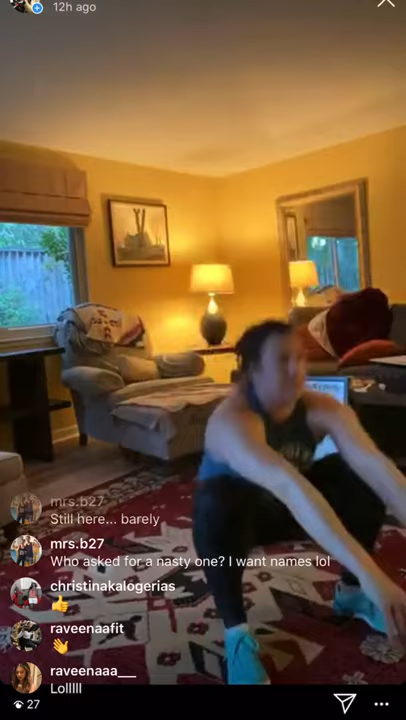 12h ago
mrs.b27
Still here... barely
mrs.b27
Who asked for a nasty one? I want names lol
christinakalogerias
👍
raveenaafit
👋
raveenaaa___
Lolllll
27